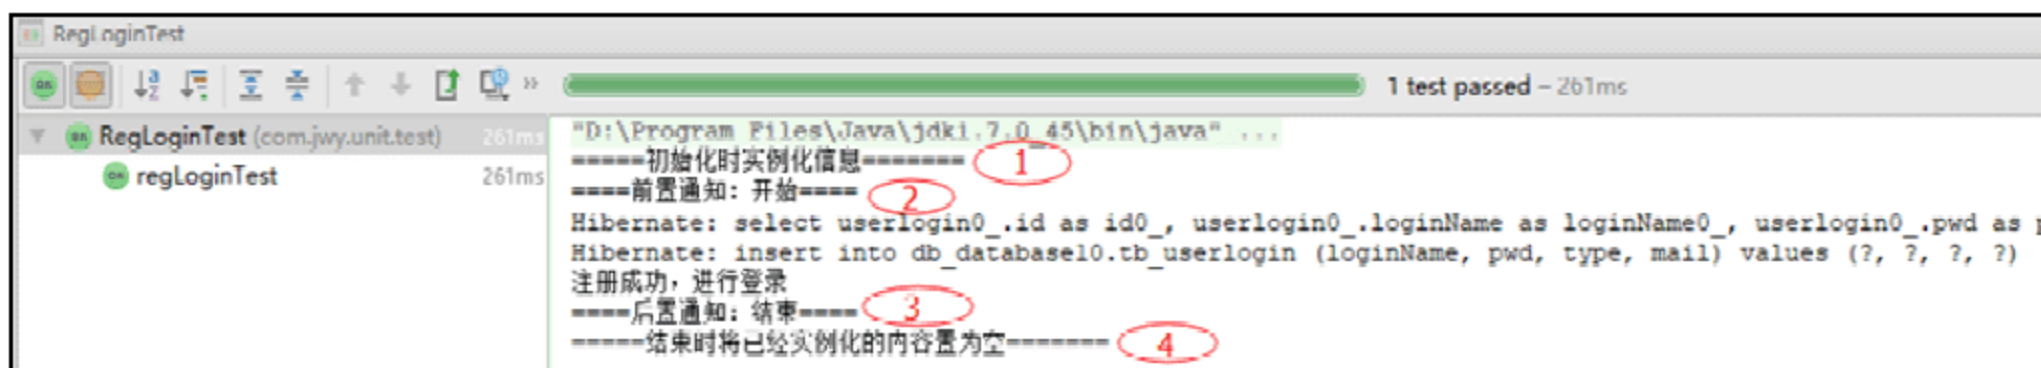 RegLoginTest
1 test passed – 261ms
RegLoginTest (com.jwy.unit.test) 261ms
regLoginTest 261ms
"D:\Program Files\Java\jdk1.7.0_45\bin\java" ...
=====初始化时实例化信息======= 1
====前置通知: 开始==== 2
Hibernate: select userlogin0_.id as id0_, userlogin0_.loginName as loginName0_, userlogin0_.pwd as p
Hibernate: insert into db_database10.tb_userlogin (loginName, pwd, type, mail) values (?, ?, ?, ?)
注册成功，进行登录
====后置通知: 结束==== 3
=====结束时将已经实例化的内容置为空======= 4